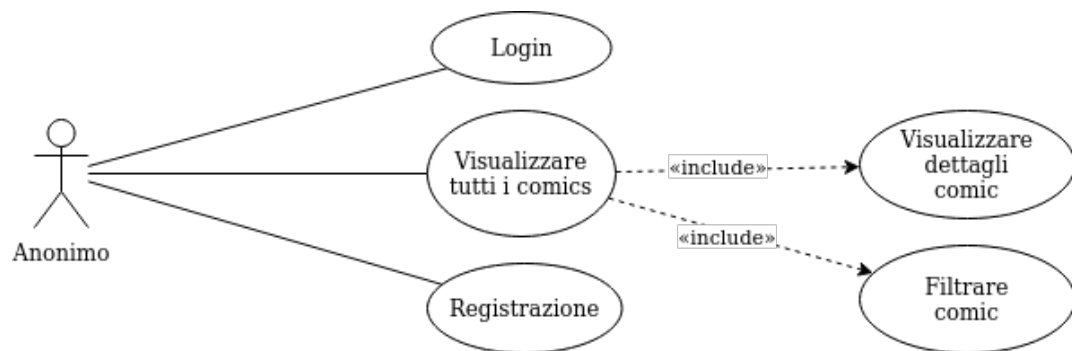 Login
Visualizzare
tutti i comics
Registrazione
Anonimo
«include»
«include»
Visualizzare
dettagli
comic
Filtrare
comic